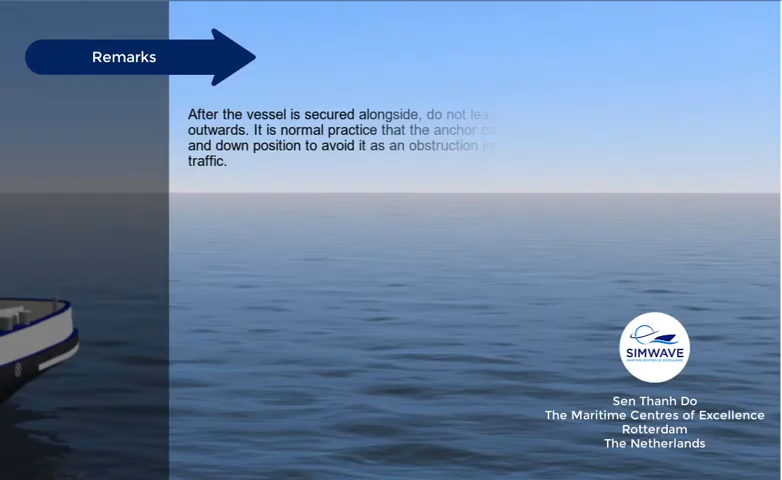 Remarks
After the vessel is secured alongside, do not
outwards. It is normal practice that the anchor
and down position to avoid it as an obstruction
traffic.
SIMWAVE
Sen Thanh Do
The Maritime Centres of Excellence
Rotterdam
The Netherlands